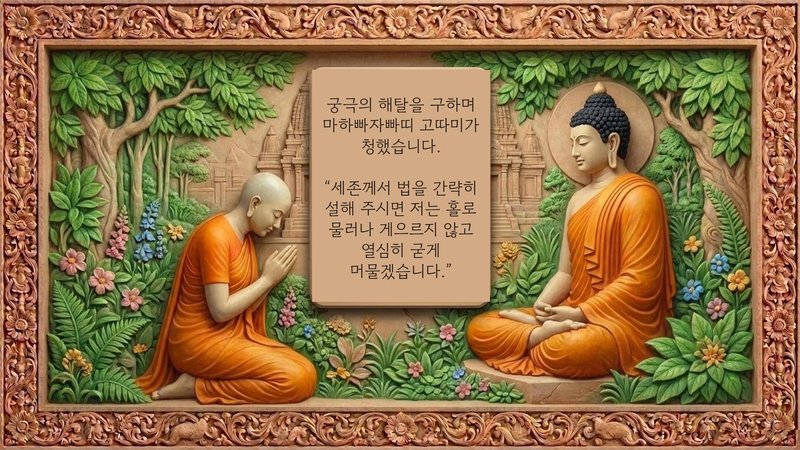 궁극의 해탈을 구하며
마하빠자빠띠 고따미가
청했습니다.
“세존께서 법을 간략히
설해 주시면 저는 홀로
물러나 게으르지 않고
열심히 굳게
머물겠습니다.”